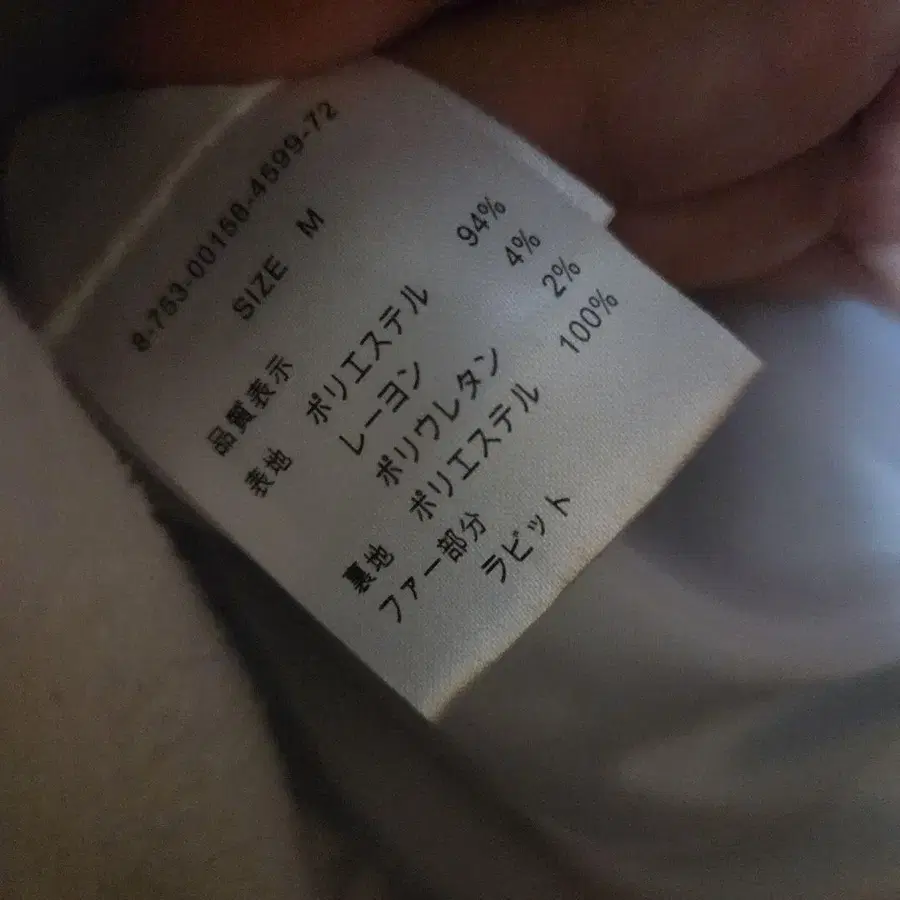 8-753-00150-4599-72
SIZE M
品質表示
表地 ポリエステル 94%
レーヨン 4%
ポリウレタン 2%
裏地 ポリエステル 100%
ファー部分
ラビット